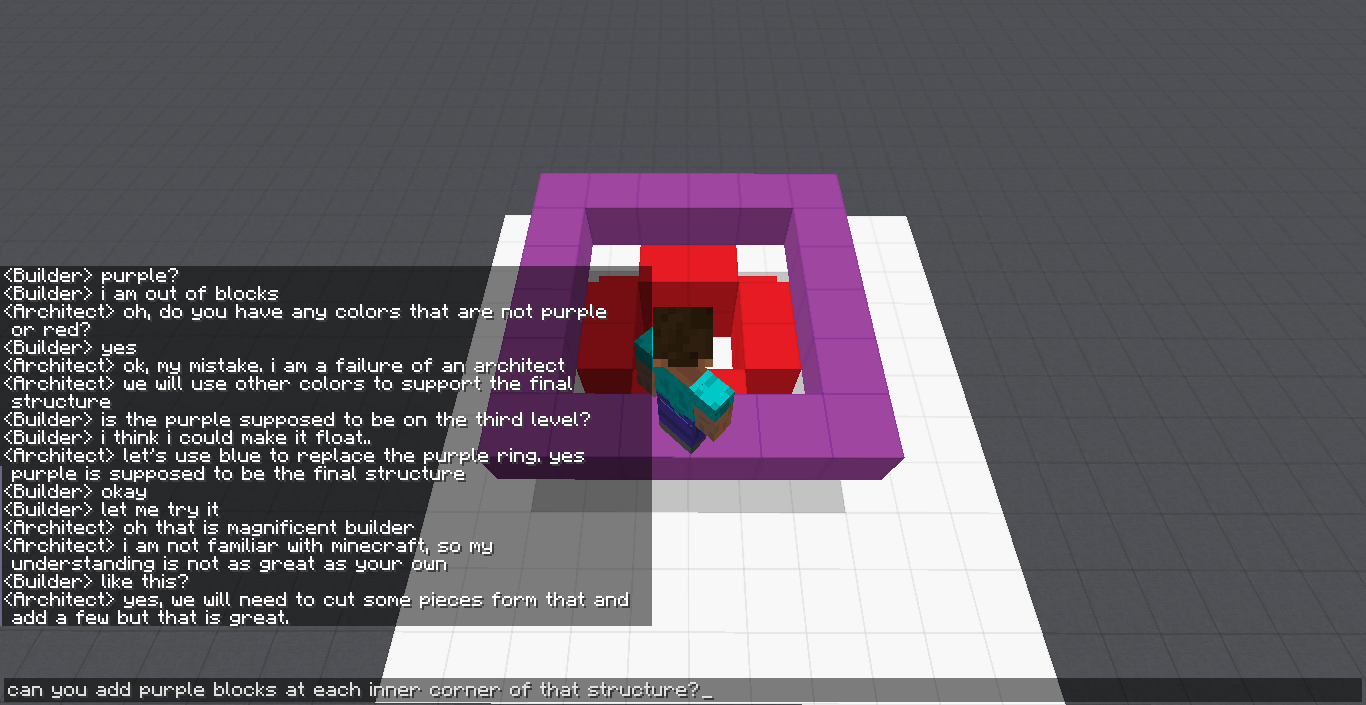 <Builder> purple?
<Builder> i am out of blocks
<Architect> oh, do you have any colors that are not purple
or red?
<Builder> yes
<Architect> ok, my mistake. i am a failure of an architect
<Architect> we will use other colors to support the final
structure
<Builder> is the purple supposed to be on the third level?
<Builder> i think i could make it float..
<Architect> let's use blue to replace the purple ring. yes
purple is supposed to be the final structure
<Builder> okay
<Builder> let me try it
<Architect> oh that is magnificent builder
<Architect> i am not familiar with minecraft, so my
understanding is not as great as your own
<Builder> like this?
<Architect> yes, we will need to cut some pieces form that and
add a few but that is great.
can you add purple blocks at each inner corner of that structure?_